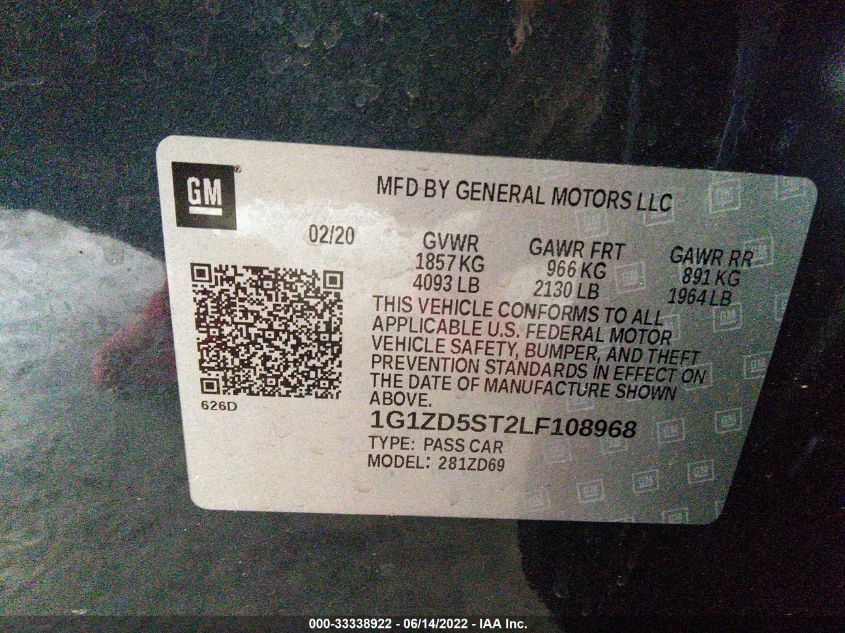 GM
MFD BY GENERAL MOTORS LLC
02/20
GVWR
1857 KG
4093 LB
GAWR FRT
966 KG
2130 LB
GAWR RR
891 KG
1964 LB
THIS VEHICLE CONFORMS TO ALL
APPLICABLE U.S. FEDERAL MOTOR
VEHICLE SAFETY, BUMPER, AND THEFT
PREVENTION STANDARDS IN EFFECT ON
THE DATE OF MANUFACTURE SHOWN
ABOVE.
626D
1G1ZD5ST2LF108968
TYPE: PASS CAR
MODEL: 281ZD69
000-33338922 - 06/14/2022 - IAA Inc.